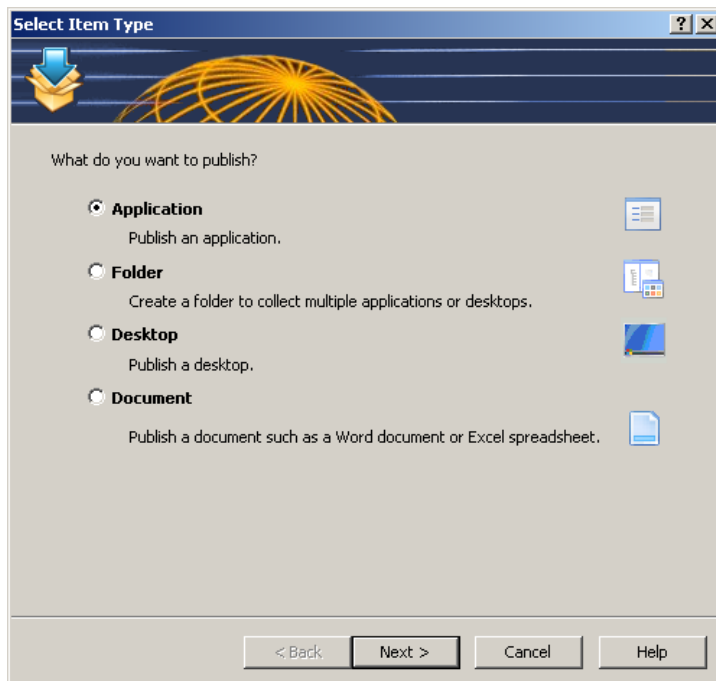 Select Item Type
What do you want to publish?
Application
Publish an application.
Folder
Create a folder to collect multiple applications or desktops.
Desktop
Publish a desktop.
Document
Publish a document such as a Word document or Excel spreadsheet.
< Back Next > Cancel Help